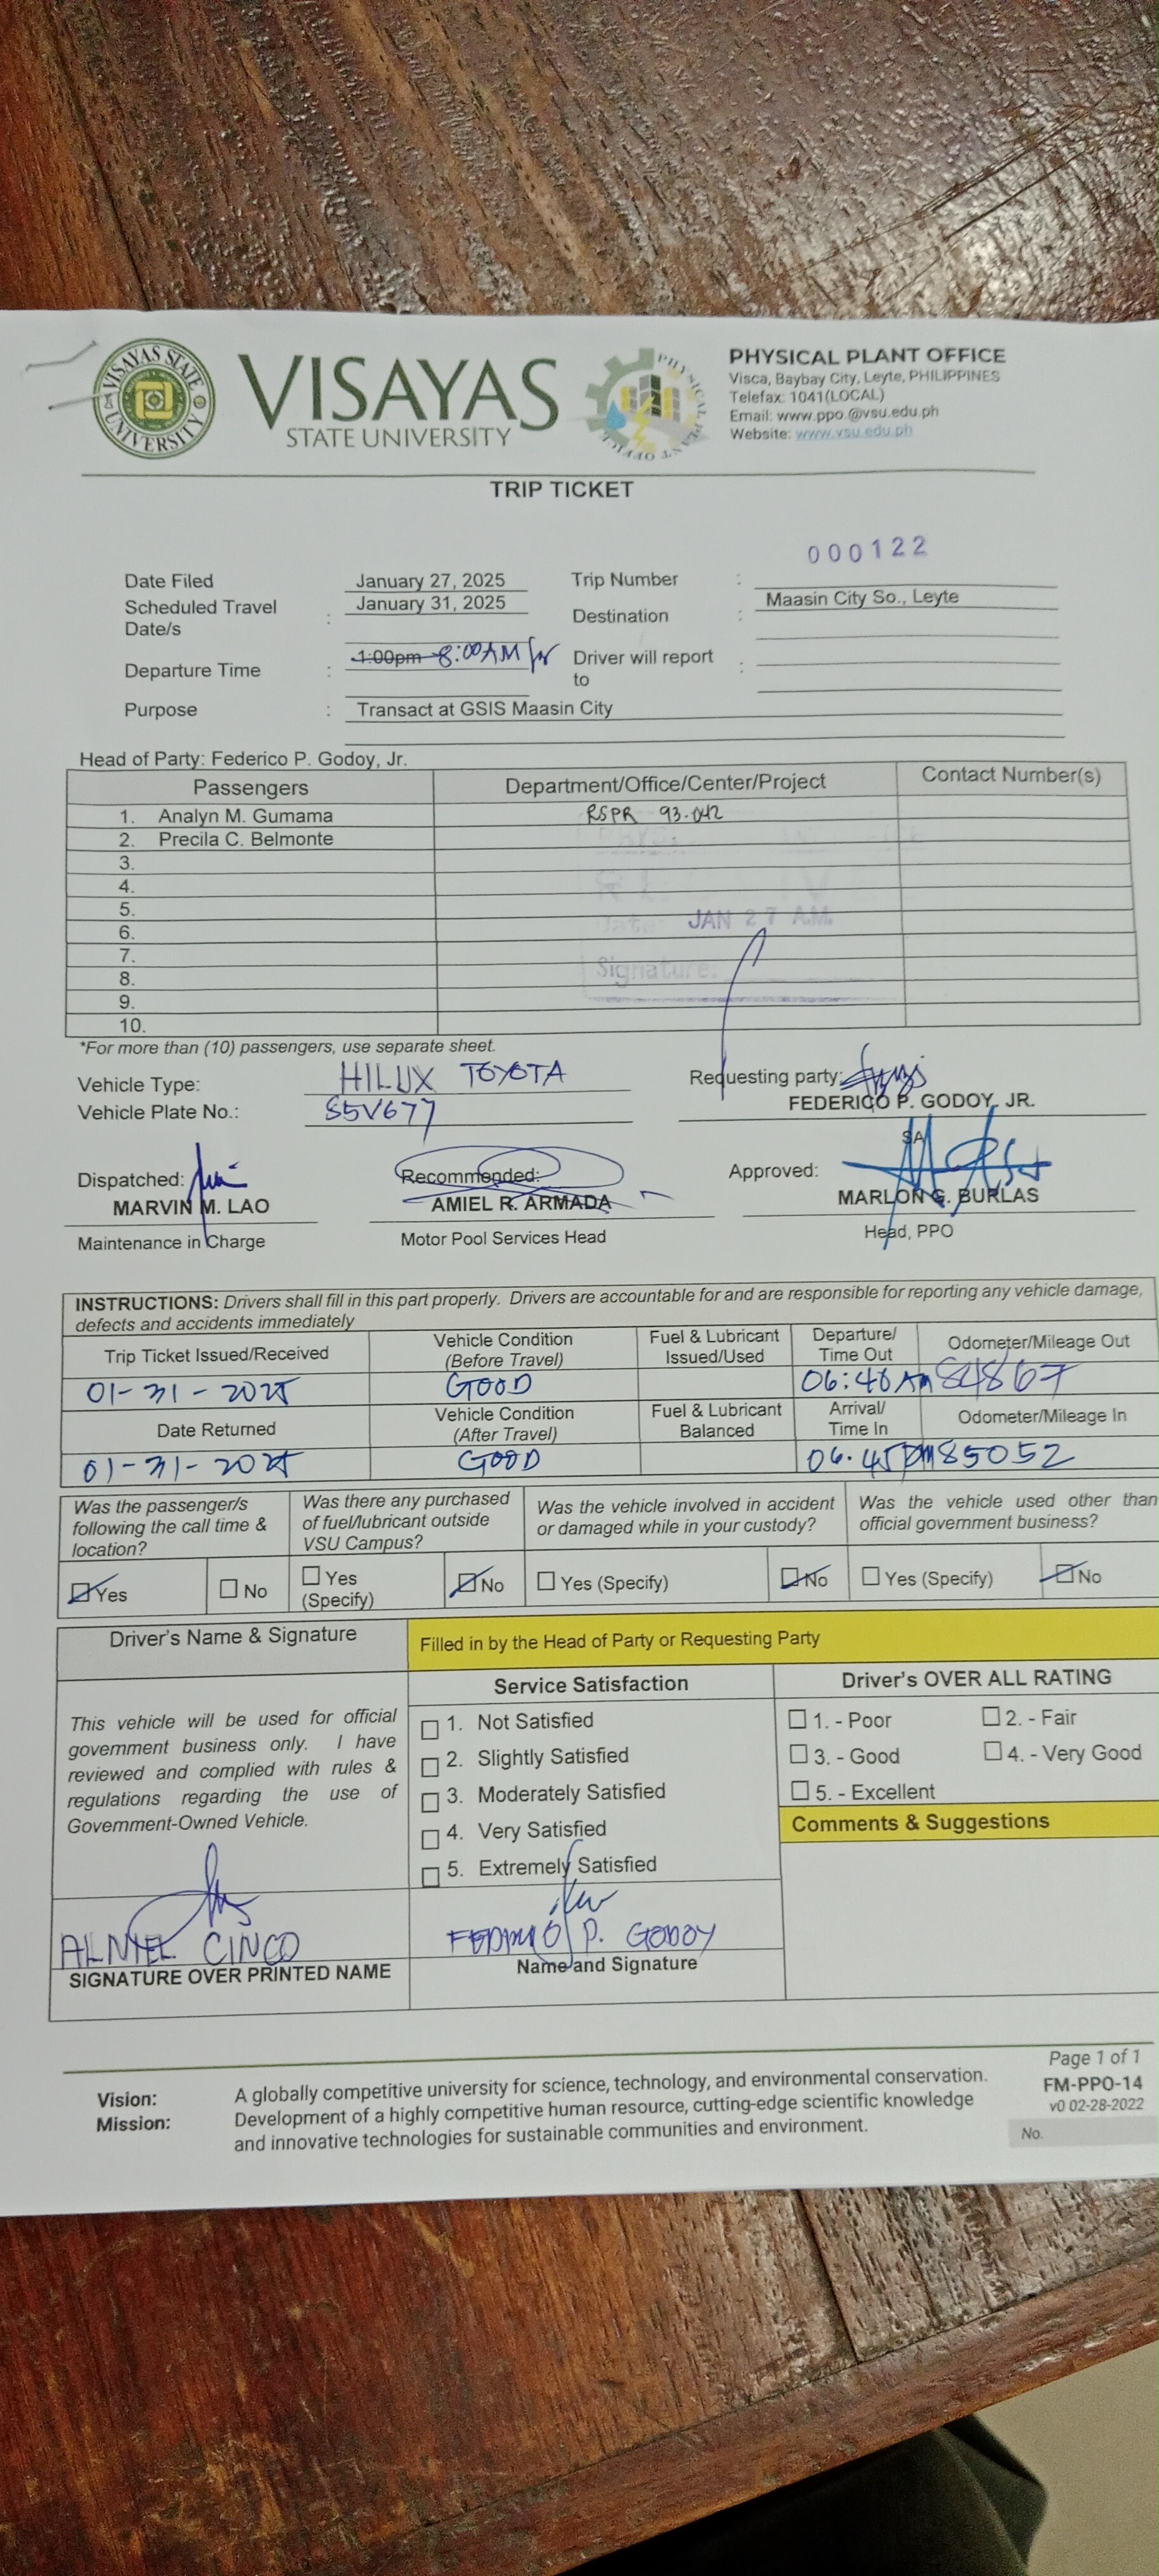 VISAYAS STATE UNIVERSITY
VISAYAS
STATE UNIVERSITY
PHYSICAL PLANT OFFICE
PHYSICAL PLANT OFFICE
Visca, Baybay City, Leyte, PHILIPPINES
Telefax: 1041(LOCAL)
Email: www.ppo.@vsu.edu.ph
Website: www.vsu.edu.ph
TRIP TICKET
000122
Date Filed January 27, 2025 Trip Number :
Scheduled Travel Date/s : January 31, 2025 Destination : Maasin City So., Leyte
Departure Time : 1:00pm 8:00AM Driver will report to :
Purpose : Transact at GSIS Maasin City
Head of Party: Federico P. Godoy, Jr.
Passengers Department/Office/Center/Project Contact Number(s)
1. Analyn M. Gumama RSPR 93.042
2. Precila C. Belmonte
3.
4.
5.
6. Date: JAN 27 A.M.
7.
8. Signature:
9.
10.
*For more than (10) passengers, use separate sheet.
Vehicle Type: HILUX TOYOTA Requesting party:
Vehicle Plate No.: S5V677 FEDERICO P. GODOY, JR.
SA
Dispatched: Recommended: Approved:
MARVIN M. LAO AMIEL R. ARMADA MARLON G. BURLAS
Maintenance in Charge Motor Pool Services Head Head, PPO
INSTRUCTIONS: Drivers shall fill in this part properly. Drivers are accountable for and are responsible for reporting any vehicle damage,
defects and accidents immediately
Trip Ticket Issued/Received Vehicle Condition (Before Travel) Fuel & Lubricant Issued/Used Departure/ Time Out Odometer/Mileage Out
01-31-2025 GOOD 06:46 AM 84867
Date Returned Vehicle Condition (After Travel) Fuel & Lubricant Balanced Arrival/ Time In Odometer/Mileage In
01-31-2025 GOOD 06.45PM 85052
Was the passenger/s following the call time & location? Was there any purchased of fuel/lubricant outside VSU Campus? Was the vehicle involved in accident or damaged while in your custody? Was the vehicle used other than official government business?
Yes No Yes (Specify) No Yes (Specify) No Yes (Specify) No
Driver's Name & Signature Filled in by the Head of Party or Requesting Party
Service Satisfaction Driver's OVER ALL RATING
This vehicle will be used for official
government business only. I have
reviewed and complied with rules &
regulations regarding the use of
Government-Owned Vehicle.
1. Not Satisfied
2. Slightly Satisfied
3. Moderately Satisfied
4. Very Satisfied
5. Extremely Satisfied
1. - Poor 2. - Fair
3. - Good 4. - Very Good
5. - Excellent
Comments & Suggestions
CINCO P. GODOY
SIGNATURE OVER PRINTED NAME Name and Signature
Page 1 of 1
FM-PPO-14
v0 02-28-2022
No.
Vision: A globally competitive university for science, technology, and environmental conservation.
Mission: Development of a highly competitive human resource, cutting-edge scientific knowledge
and innovative technologies for sustainable communities and environment.